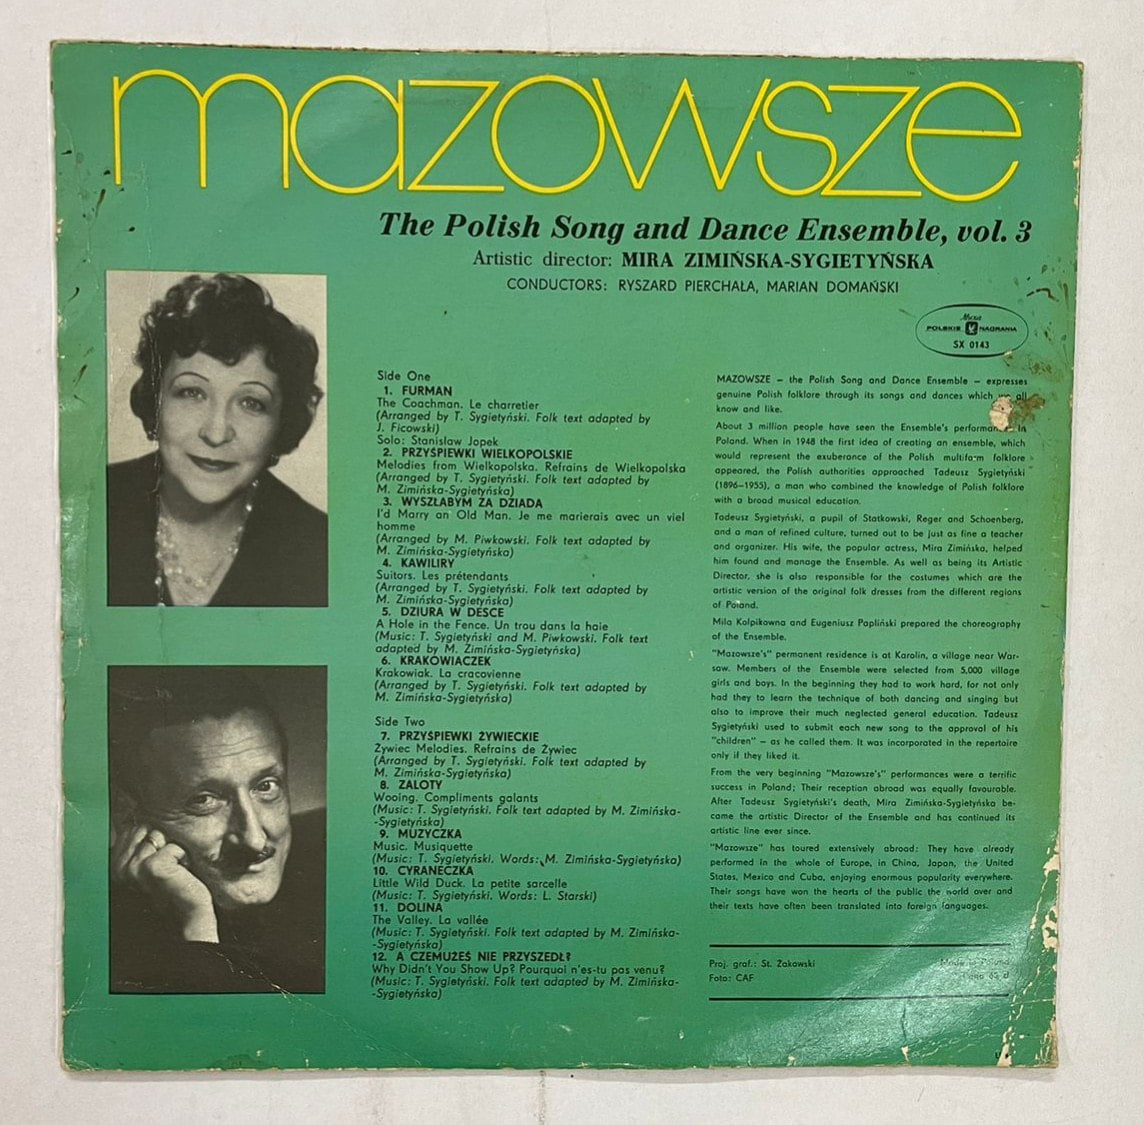 mazowsze
The Polish Song and Dance Ensemble, vol. 3
Artistic director: MIRA ZIMIŃSKA-SYGIETYŃSKA
CONDUCTORS: RYSZARD PIERCHAŁA, MARIAN DOMAŃSKI
Muza
POLSKIE NAGRANIA
SX 0143
Side One
1. FURMAN
The Coachman. Le charretier
(Arranged by T. Sygietyński. Folk text adapted by
J. Ficowski)
Solo: Stanisław Jopek
2. PRZYŚPIEWKI WIELKOPOLSKIE
Melodies from Wielkopolska. Refrains de Wielkopolska
(Arranged by T. Sygietyński. Folk text adapted by
M. Zimińska-Sygietyńska)
3. WYSZŁABYM ZA DZIADA
I'd Marry an Old Man. Je me marierais avec un viel
homme
(Arranged by M. Piwkowski. Folk text adapted by
M. Zimińska-Sygietyńska)
4. KAWILIRY
Suitors. Les prétendants
(Arranged by T. Sygietyński. Folk text adapted by
M. Zimińska-Sygietyńska)
5. DZIURA W DESCE
A Hole in the Fence. Un trou dans la haie
(Music: T. Sygietyński and M. Piwkowski. Folk text
adapted by M. Zimińska-Sygietyńska)
6. KRAKOWIACZEK
Krakowiak. La cracovienne
(Arranged by T. Sygietyński. Folk text adapted by
M. Zimińska-Sygietyńska)
Side Two
7. PRZYŚPIEWKI ŻYWIECKIE
Żywiec Melodies. Refrains de Żywiec
(Arranged by T. Sygietyński. Folk text adapted by
M. Zimińska-Sygietyńska)
8. ZALOTY
Wooing. Compliments galants
(Music: T. Sygietyński. Folk text adapted by M. Zimińska-
-Sygietyńska)
9. MUZYCZKA
Music. Musiquette
(Music: T. Sygietyński. Words: M. Zimińska-Sygietyńska)
10. CYRANECZKA
Little Wild Duck. La petite sarcelle
(Music: T. Sygietyński. Words: L. Starski)
11. DOLINA
The Valley. La vallée
(Music: T. Sygietyński. Folk text adapted by M. Zimińska-
-Sygietyńska)
12. A CZEMUŻEŚ NIE PRZYSZEDŁ?
Why Didn't You Show Up? Pourquoi n'es-tu pas venu?
(Music: T. Sygietyński. Folk text adapted by M. Zimińska-
-Sygietyńska)
MAZOWSZE – the Polish Song and Dance Ensemble – expresses
genuine Polish folklore through its songs and dances which we all
know and like.
About 3 million people have seen the Ensemble's performan in
Poland. When in 1948 the first idea of creating an ensemble, which
would represent the exuberance of the Polish multiform folklore
appeared, the Polish authorities approached Tadeusz Sygietyński
(1896–1955), a man who combined the knowledge of Polish folklore
with a broad musical education.
Tadeusz Sygietyński, a pupil of Statkowski, Reger and Schoenberg,
and a man of refined culture, turned out to be just as fine a teacher
and organizer. His wife, the popular actress, Mira Zimińska, helped
him found and manage the Ensemble. As well as being its Artistic
Director, she is also responsible for the costumes which are the
artistic version of the original folk dresses from the different regions
of Poland.
Mila Kołpikowna and Eugeniusz Papliński prepared the choreography
of the Ensemble.
"Mazowsze's" permanent residence is at Karolin, a village near War-
saw. Members of the Ensemble were selected from 5,000 village
girls and boys. In the beginning they had to work hard, for not only
had they to learn the technique of both dancing and singing but
also to improve their much neglected general education. Tadeusz
Sygietyński used to submit each new song to the approval of his
"children" – as he called them. It was incorporated in the repertoire
only if they liked it.
From the very beginning "Mazowsze's" performances were a terrific
success in Poland; Their reception abroad was equally favourable.
After Tadeusz Sygietyński's death, Mira Zimińska-Sygietyńska be-
came the artistic Director of the Ensemble and has continued its
artistic line ever since.
"Mazowsze" has toured extensively abroad: They have already
performed in the whole of Europe, in China, Japan, the United
States, Mexico and Cuba, enjoying enormous popularity everywhere.
Their songs have won the hearts of the public the world over and
their texts have often been translated into foreign languages.
Proj. graf.: St. Żakowski
Foto: CAF
Made in Poland
Cena 65 zł